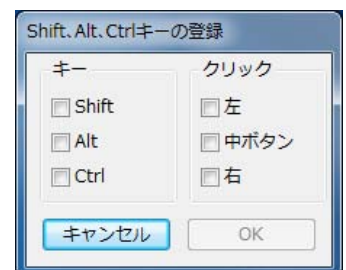 Shift、Alt、Ctrlキーの登録
キー
Shift
Alt
Ctrl
クリック
左
中ボタン
右
キャンセル
OK